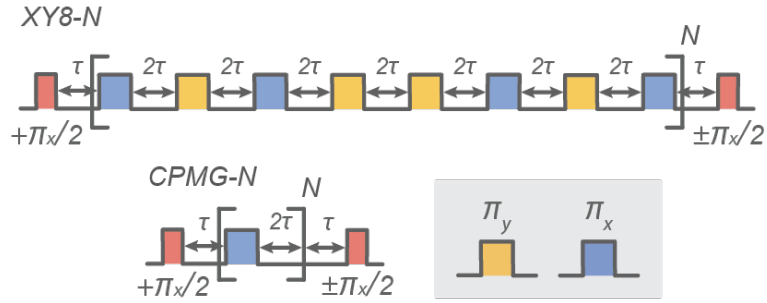 XY8-N
N
τ 2τ 2τ 2τ 2τ 2τ 2τ 2τ τ
+πx/2 ±πx/2
CPMG-N
N
τ 2τ τ
+πx/2 ±πx/2
πy πx